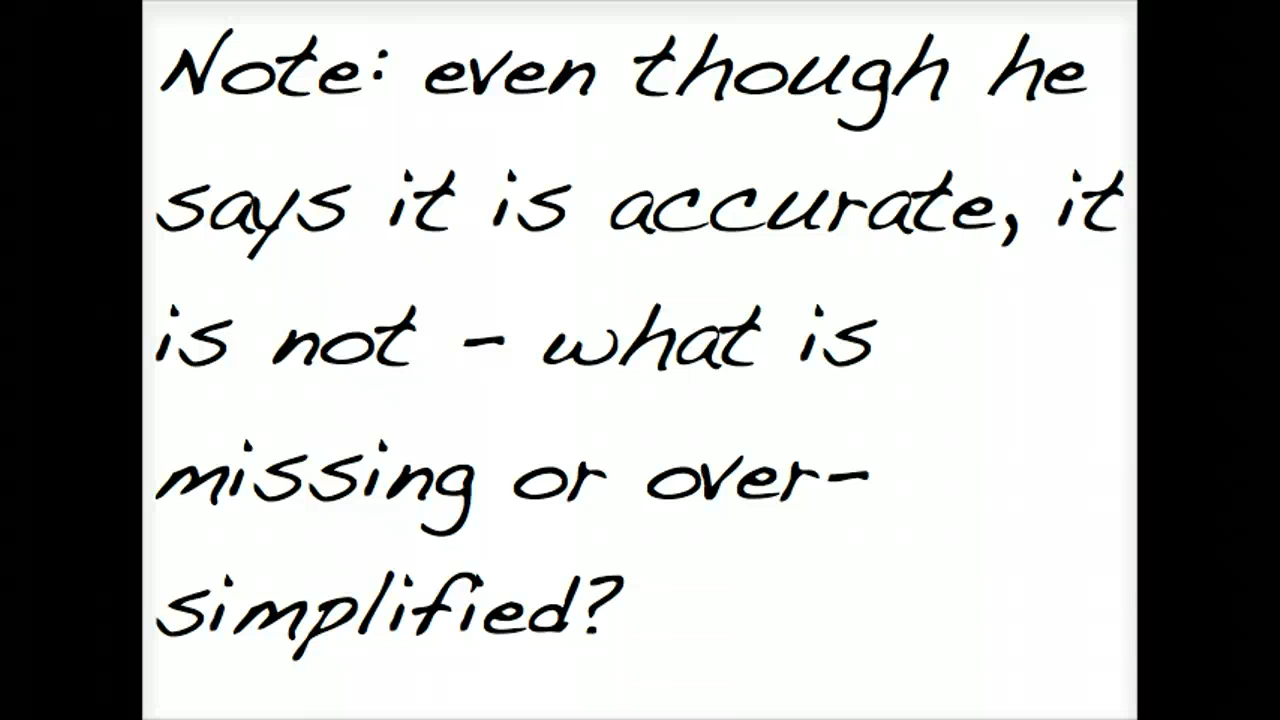 Note: even though he
says it is accurate, it
is not - what is
missing or over-
simplified?